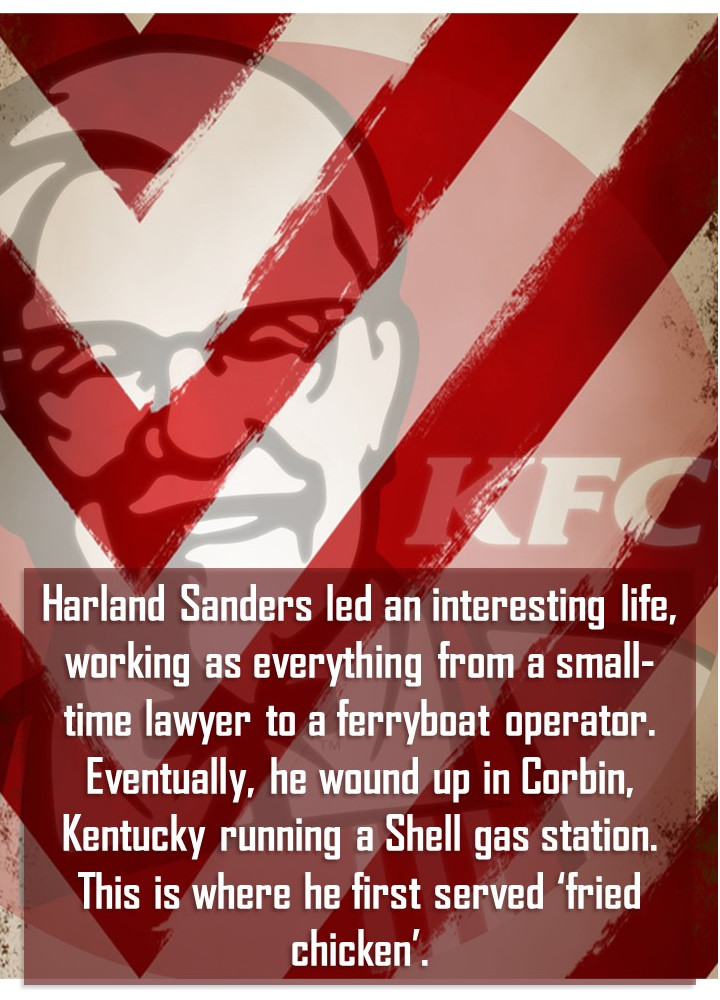 KFC
Harland Sanders led an interesting life,
working as everything from a small-
time lawyer to a ferryboat operator.
Eventually, he wound up in Corbin,
Kentucky running a Shell gas station.
This is where he first served ‘fried
chicken’.
TM